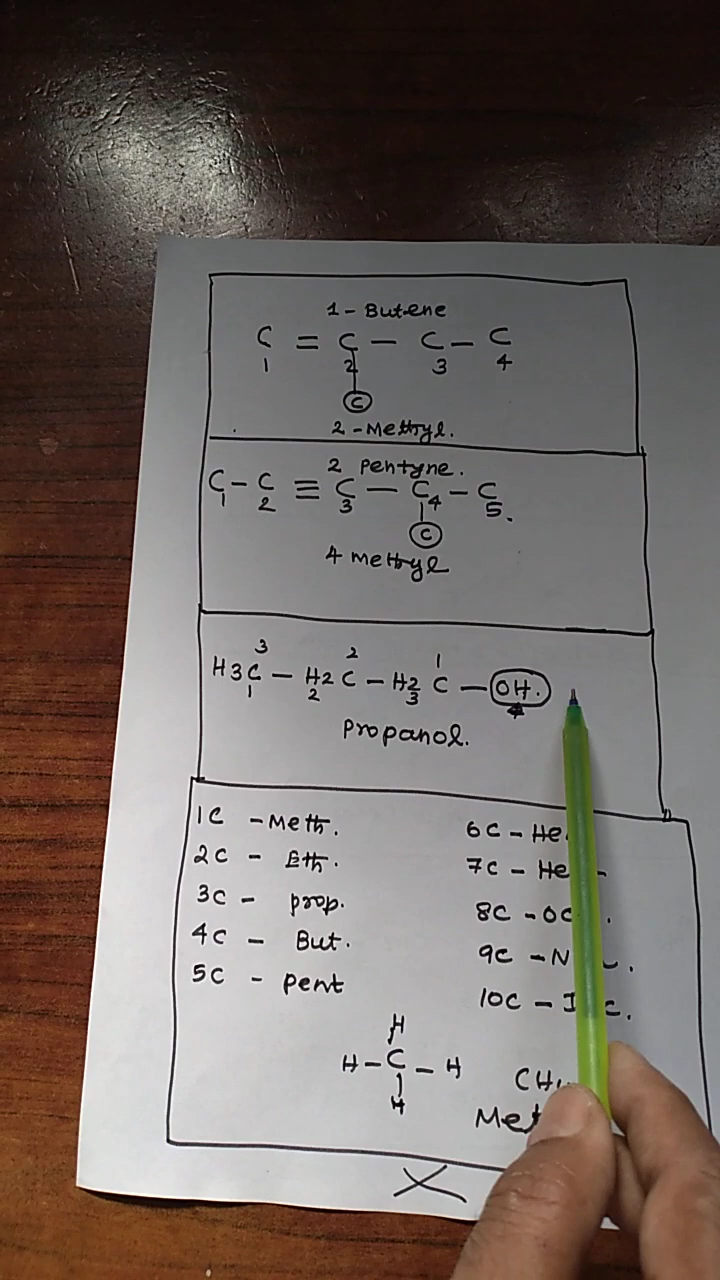 1 - Butene
C = C - C - C
1 2 3 4
C
2 - Methyl.
2 Pentyne.
C - C ≡ C - C - C
1 2 3 4 5.
C
4 Methyl
3 2 1
H3C - H2C - H2C - OH.
1 2 3 4
Propanol.
1C - Meth.
2C - Eth.
3C - prop.
4C - But.
5C - pent
6C - He
7C - He
8C - OC
9C - N
10C -
H
H - C - H
H
CH
Met
X